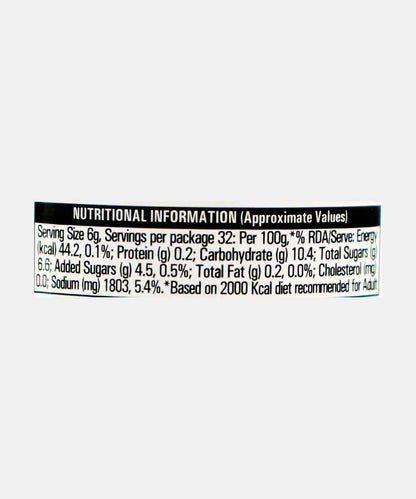 NUTRITIONAL INFORMATION (Approximate Values)
Serving Size 6g, Servings per package 32: Per 100g,*% RDA/Serve: Energy
(kcal) 44.2, 0.1%; Protein (g) 0.2; Carbohydrate (g) 10.4; Total Sugars (g)
6.6; Added Sugars (g) 4.5, 0.5%; Total Fat (g) 0.2, 0.0%; Cholesterol (mg)
0.0; Sodium (mg) 1803, 5.4%.*Based on 2000 Kcal diet recommended for Adult